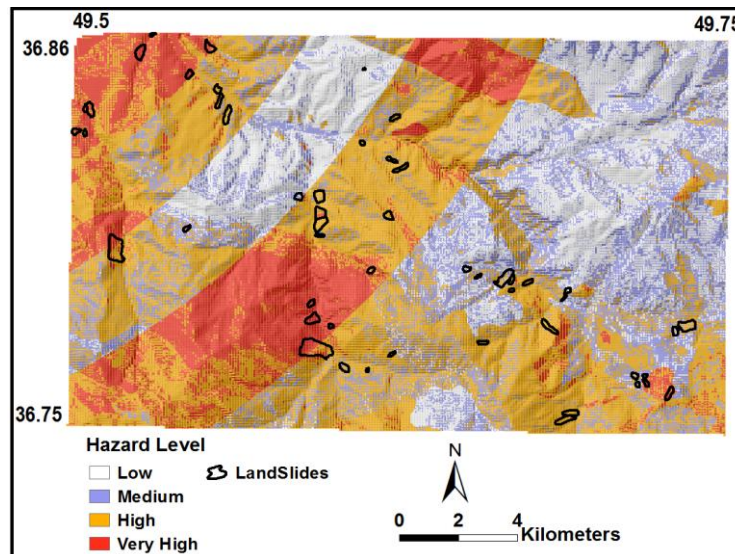 49.5
49.75
36.86
36.75
Hazard Level
Low
LandSlides
Medium
High
Very High
N
0 2 4
Kilometers